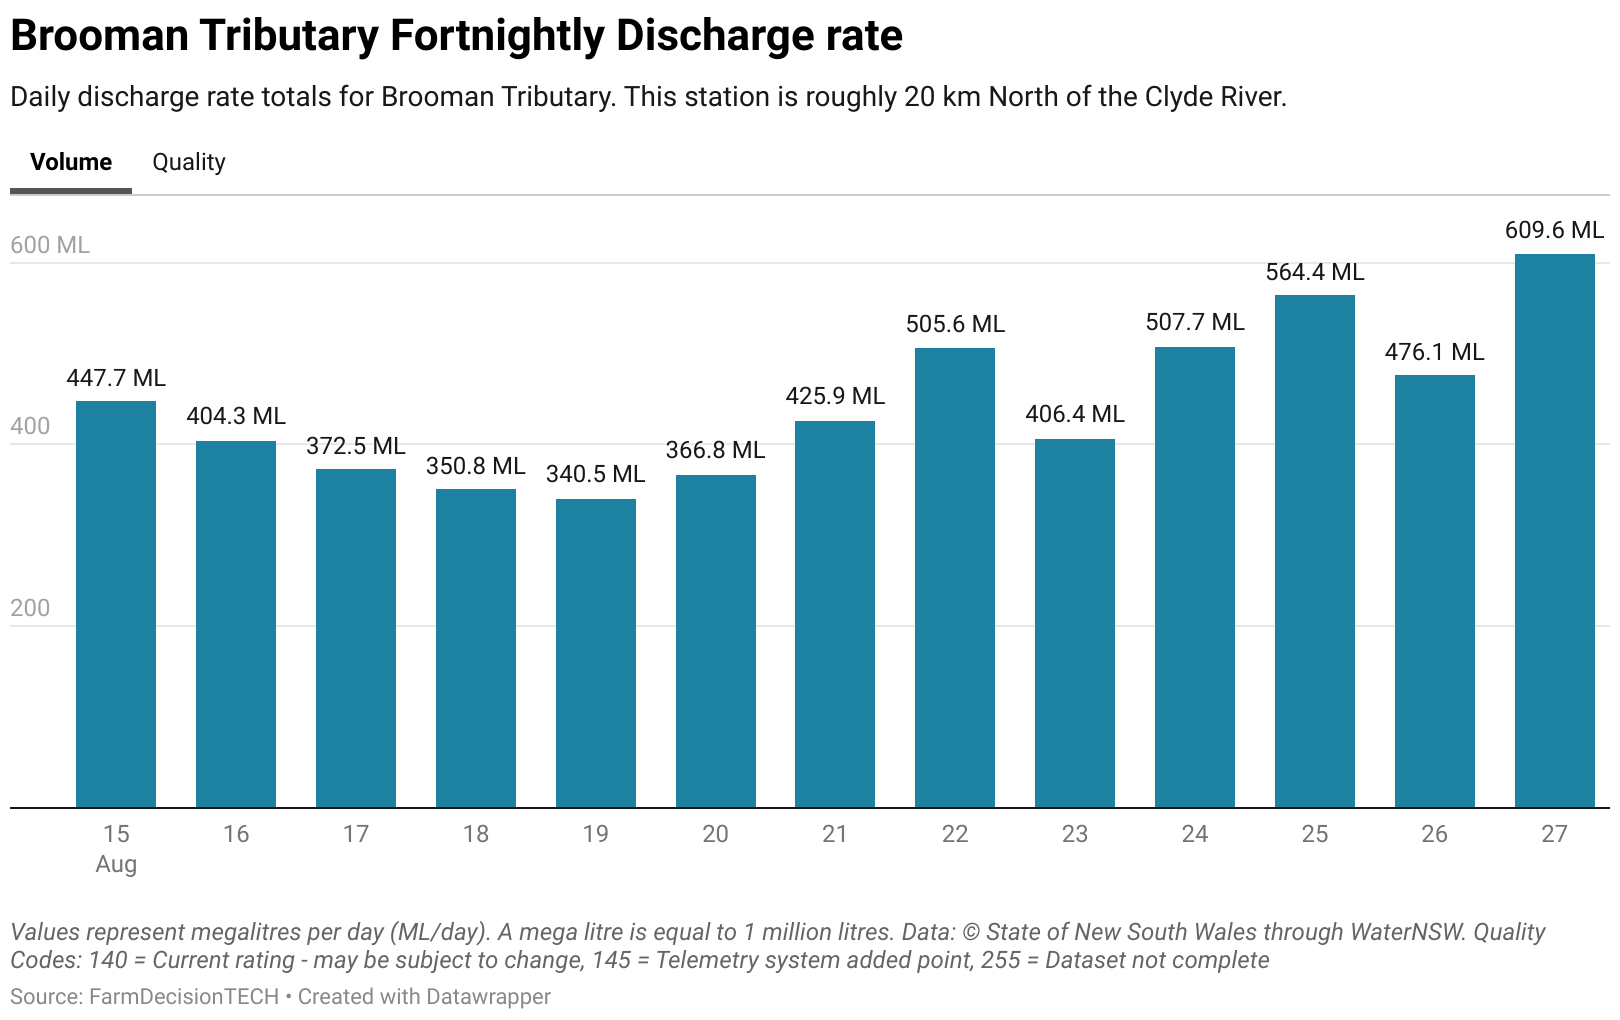 Brooman Tributary Fortnightly Discharge rate
Daily discharge rate totals for Brooman Tributary. This station is roughly 20 km North of the Clyde River.
Volume Quality
600 ML
400
200
447.7 ML
404.3 ML
372.5 ML
350.8 ML
340.5 ML
366.8 ML
425.9 ML
505.6 ML
406.4 ML
507.7 ML
564.4 ML
476.1 ML
609.6 ML
15 16 17 18 19 20 21 22 23 24 25 26 27
Aug
Values represent megalitres per day (ML/day). A mega litre is equal to 1 million litres. Data: © State of New South Wales through WaterNSW. Quality
Codes: 140 = Current rating - may be subject to change, 145 = Telemetry system added point, 255 = Dataset not complete
Source: FarmDecisionTECH • Created with Datawrapper